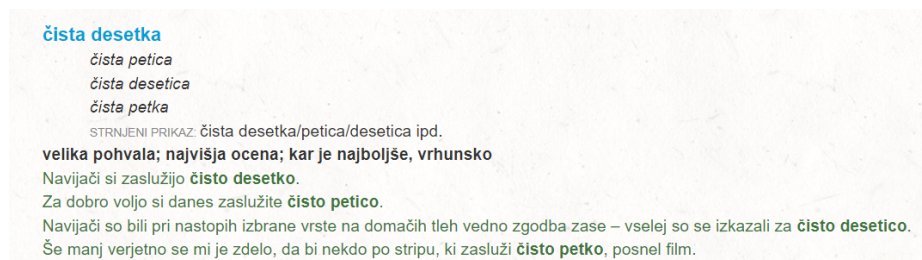 čista desetka
čista petica
čista desetica
čista petka
STRNJENI PRIKAZ: čista desetka/petica/desetica ipd.
velika pohvala; najvišja ocena; kar je najboljše, vrhunsko
Navijači si zaslužijo čisto desetko.
Za dobro voljo si danes zaslužite čisto petico.
Navijači so bili pri nastopih izbrane vrste na domačih tleh vedno zgodba zase – vselej so se izkazali za čisto desetico.
Še manj verjetno se mi je zdelo, da bi nekdo po stripu, ki zasluži čisto petko, posnel film.